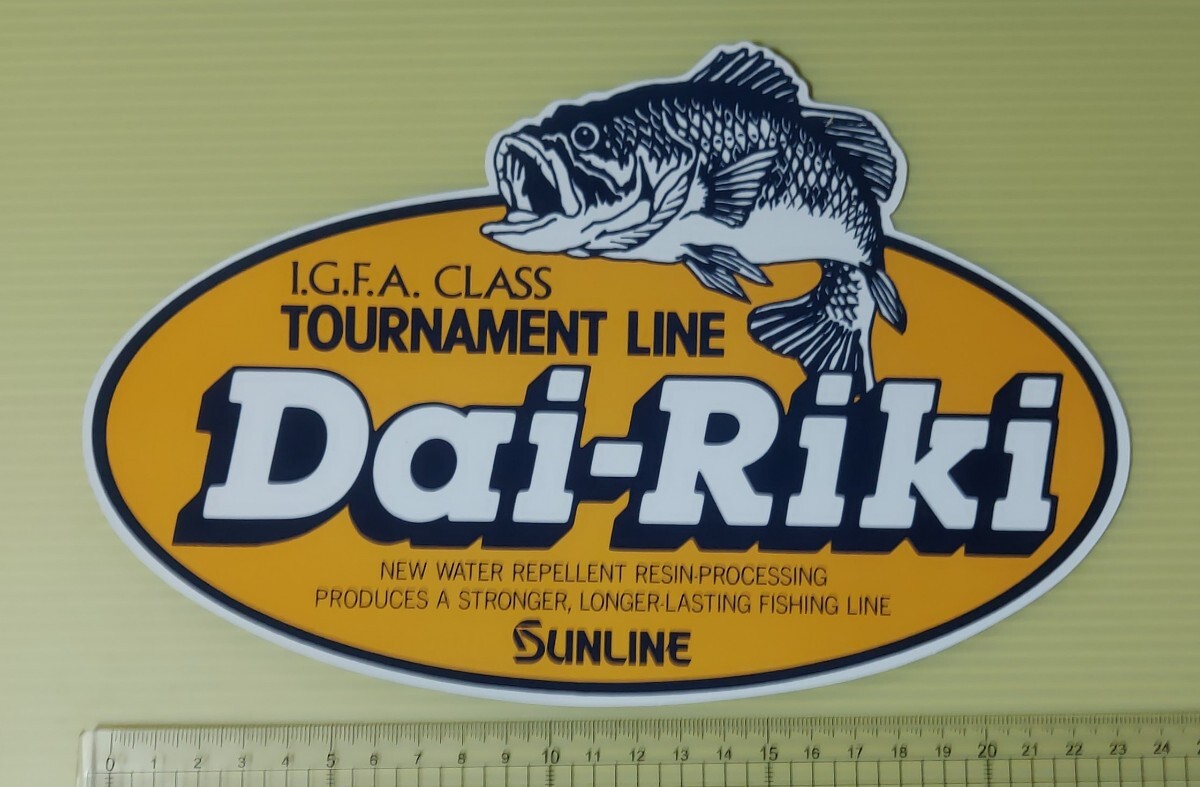 I.G.F.A. CLASS
TOURNAMENT LINE
Dai-Riki
NEW WATER REPELLENT RESIN-PROCESSING
PRODUCES A STRONGER, LONGER-LASTING FISHING LINE
SUNLINE
0 1 2 3 4 5 6 7 8 9 10 11 12 13 14 15 16 17 18 19 20 21 22 23 24